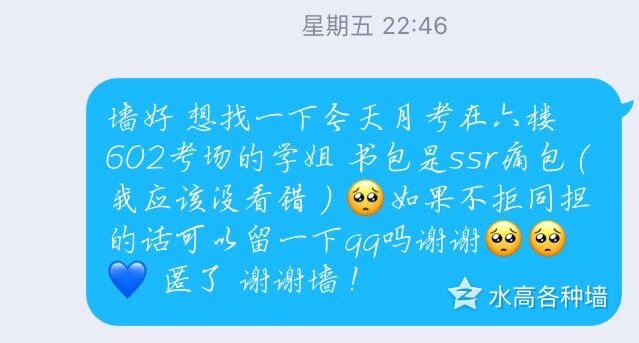 星期五 22:46
墙好 想找一下今天月考在六楼
602考场的学姐 书包是ssr痛包（
我应该没看错）🥺如果不拒同担
的话可以留一下qq吗谢谢🥺🥺
💙 匿了 谢谢墙！
水高各种墙